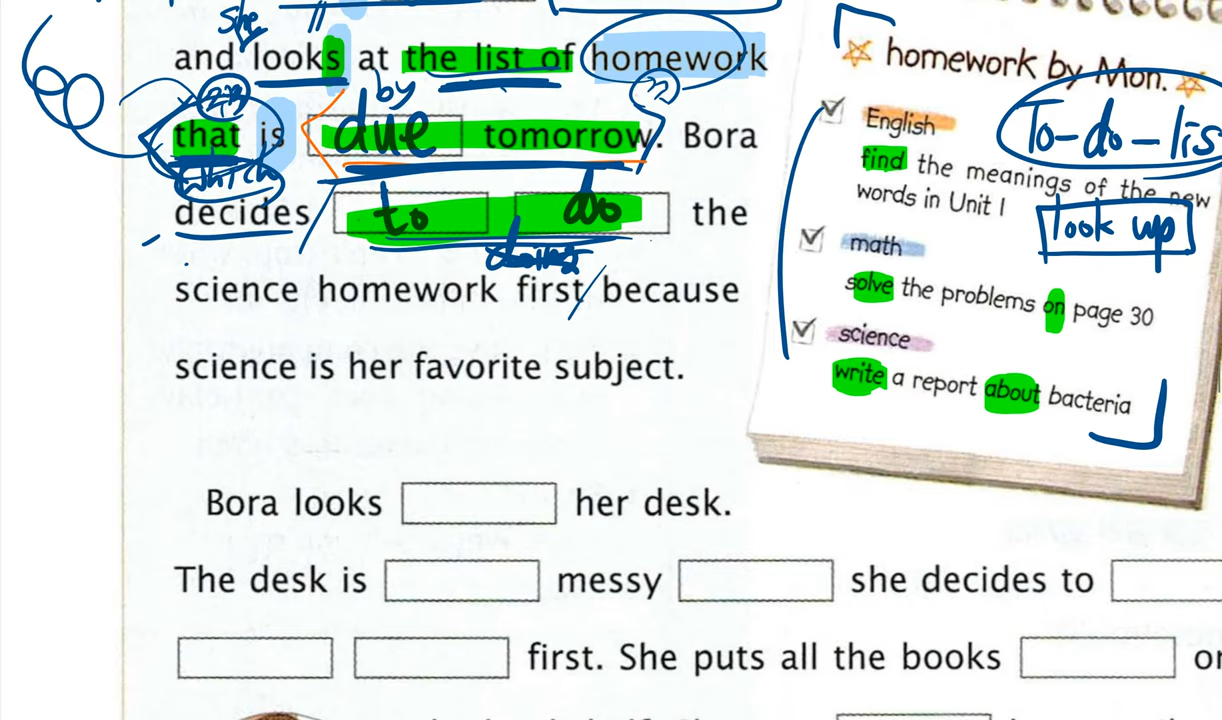 she
and looks at the list of homework
by
that is due tomorrow. Bora
which
decides to do the
science homework first because
science is her favorite subject.
Bora looks her desk.
The desk is messy she decides to
first. She puts all the books
homework by Mon.
English
To-do-lis
find the meanings of the new
words in Unit 1
look up
math
solve the problems on page 30
science
write a report about bacteria